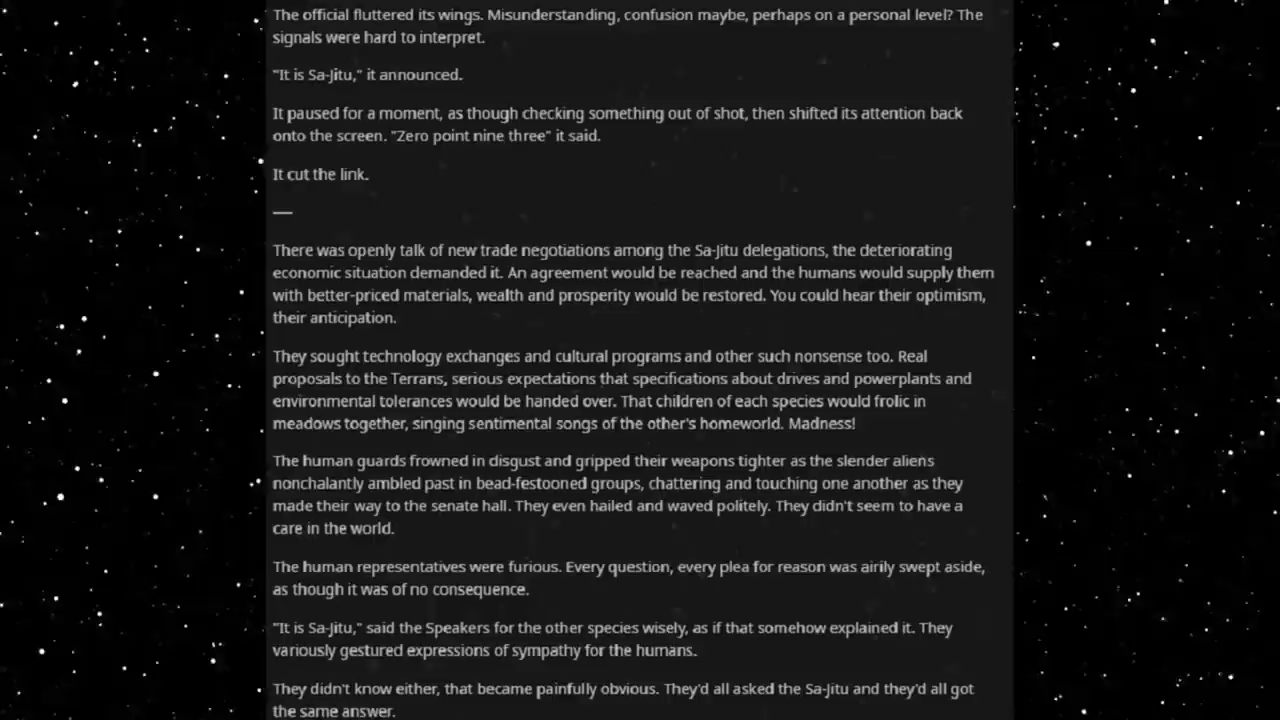 The official fluttered its wings. Misunderstanding, confusion maybe, perhaps on a personal level? The
signals were hard to interpret.
"It is Sa-Jitu," it announced.
It paused for a moment, as though checking something out of shot, then shifted its attention back
onto the screen. "Zero point nine three" it said.
It cut the link.
—
There was openly talk of new trade negotiations among the Sa-Jitu delegations, the deteriorating
economic situation demanded it. An agreement would be reached and the humans would supply them
with better-priced materials, wealth and prosperity would be restored. You could hear their optimism,
their anticipation.
They sought technology exchanges and cultural programs and other such nonsense too. Real
proposals to the Terrans, serious expectations that specifications about drives and powerplants and
environmental tolerances would be handed over. That children of each species would frolic in
meadows together, singing sentimental songs of the other's homeworld. Madness!
The human guards frowned in disgust and gripped their weapons tighter as the slender aliens
nonchalantly ambled past in bead-festooned groups, chattering and touching one another as they
made their way to the senate hall. They even hailed and waved politely. They didn't seem to have a
care in the world.
The human representatives were furious. Every question, every plea for reason was airily swept aside,
as though it was of no consequence.
"It is Sa-Jitu," said the Speakers for the other species wisely, as if that somehow explained it. They
variously gestured expressions of sympathy for the humans.
They didn't know either, that became painfully obvious. They'd all asked the Sa-Jitu and they'd all got
the same answer.